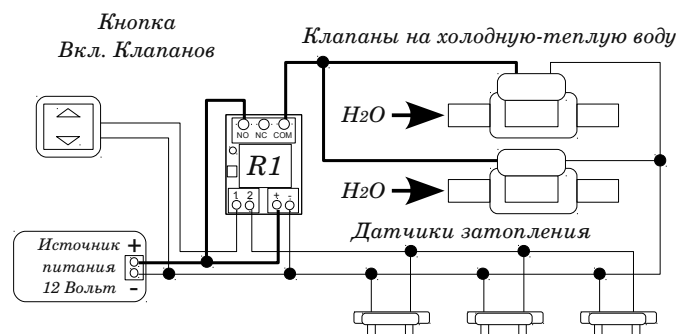 Кнопка
Вкл. Клапанов
Клапаны на холодную-теплую воду
H2O
NO NC COM
R1
1 2 + -
H2O
Датчики затопления
Источник +
питания
12 Вольт -